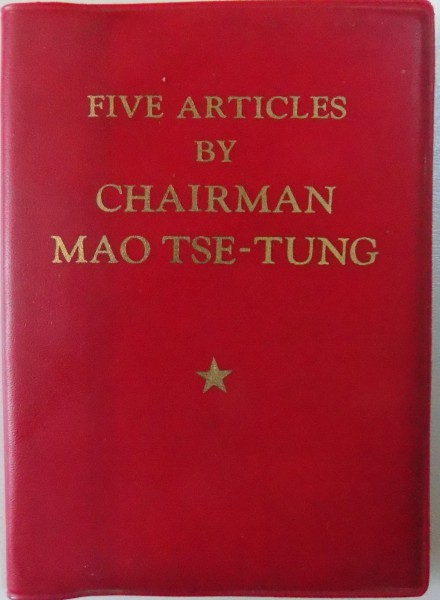 FIVE ARTICLES
BY
CHAIRMAN
MAO TSE-TUNG